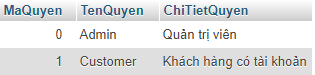 MaQuyen TenQuyen ChiTietQuyen
0 Admin Quản trị viên
1 Customer Khách hàng có tài khoản